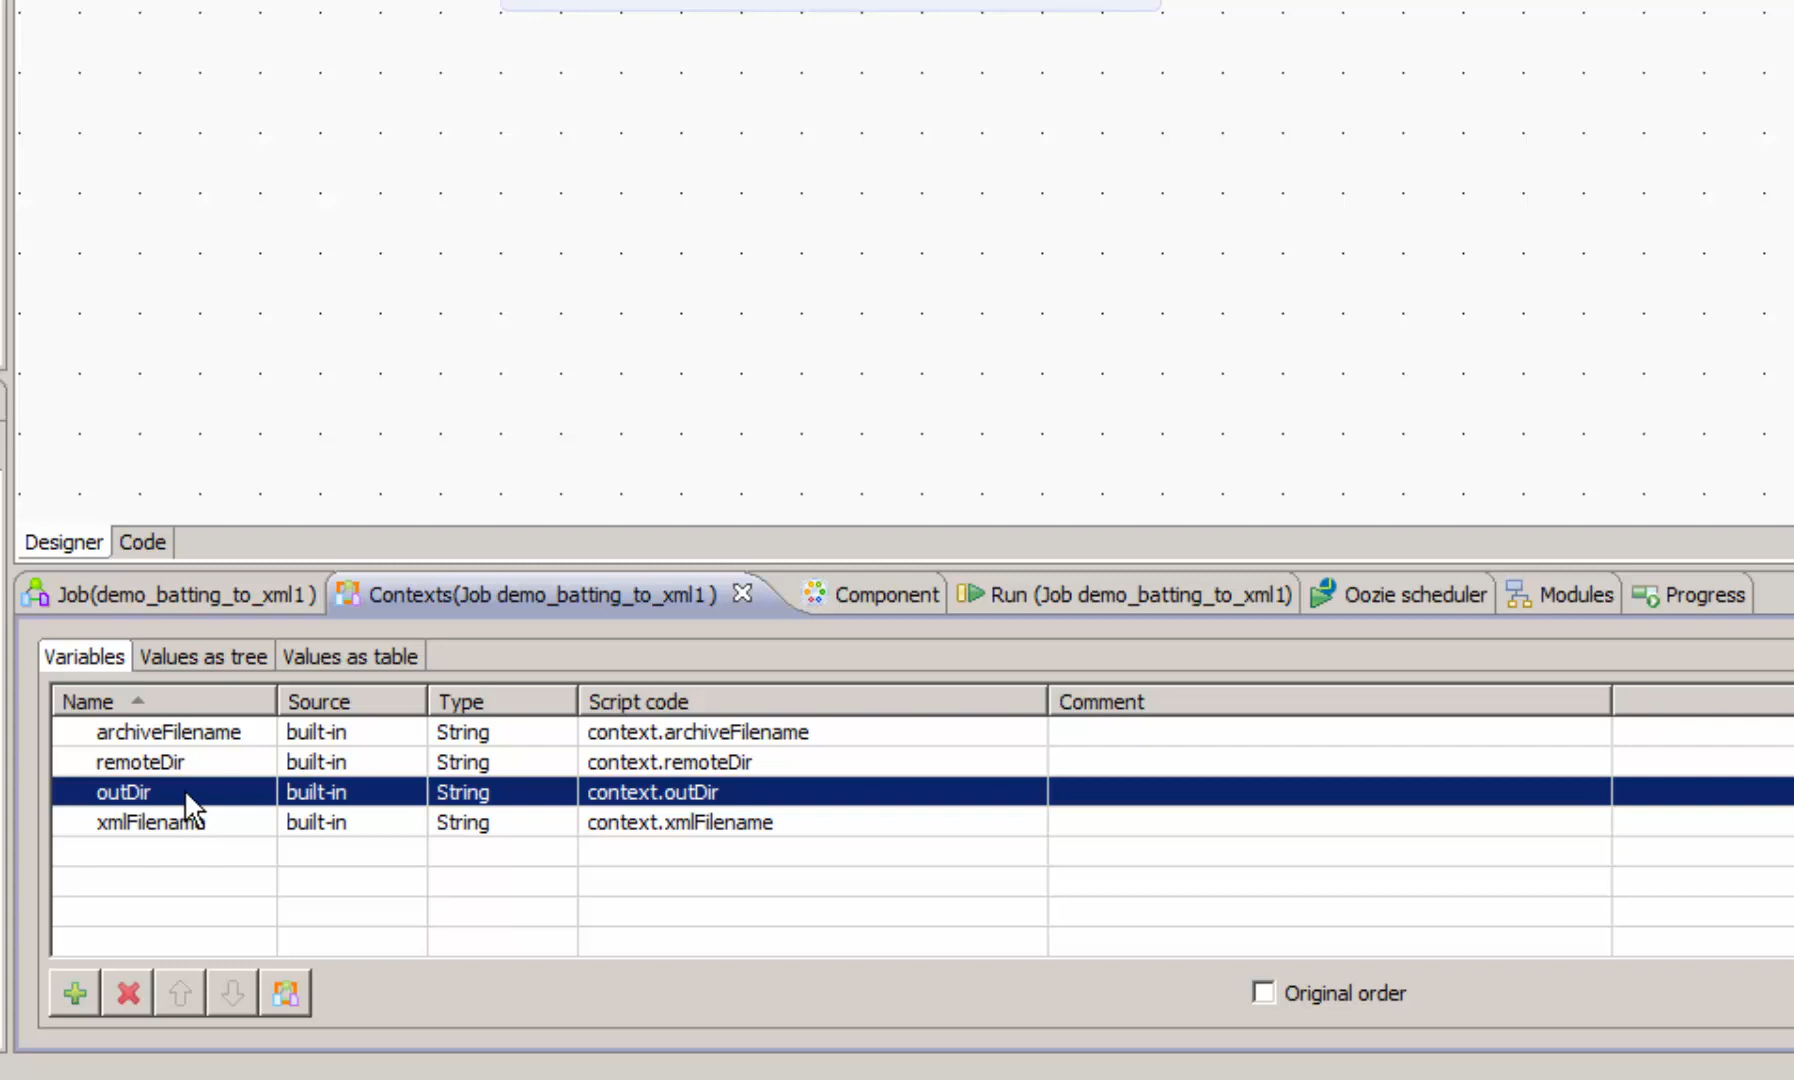 Designer Code
Job(demo_batting_to_xml1) Contexts(Job demo_batting_to_xml1) Component Run (Job demo_batting_to_xml1) Oozie scheduler Modules Progress
Variables Values as tree Values as table
Name Source Type Script code Comment
archiveFilename built-in String context.archiveFilename
remoteDir built-in String context.remoteDir
outDir built-in String context.outDir
xmlFilename built-in String context.xmlFilename
Original order